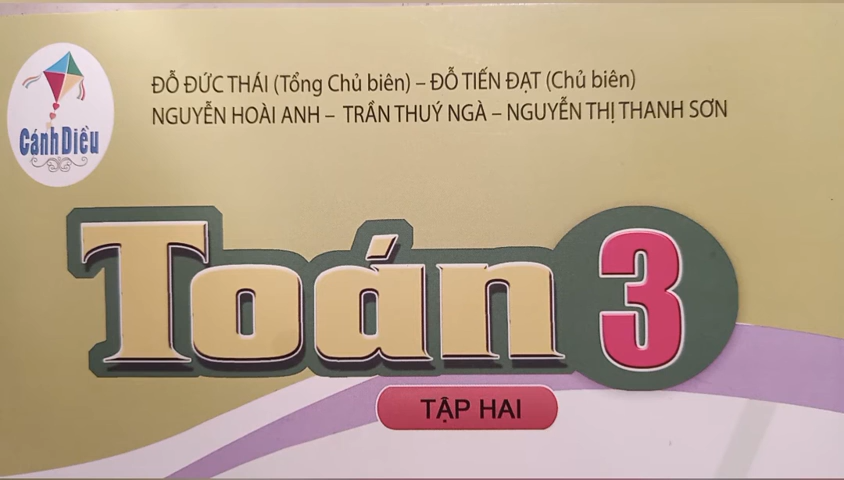 ĐỖ ĐỨC THÁI (Tổng Chủ biên) – ĐỖ TIẾN ĐẠT (Chủ biên)
NGUYỄN HOÀI ANH – TRẦN THUÝ NGÀ – NGUYỄN THỊ THANH SƠN
Cánh Diều
Toán 3
TẬP HAI